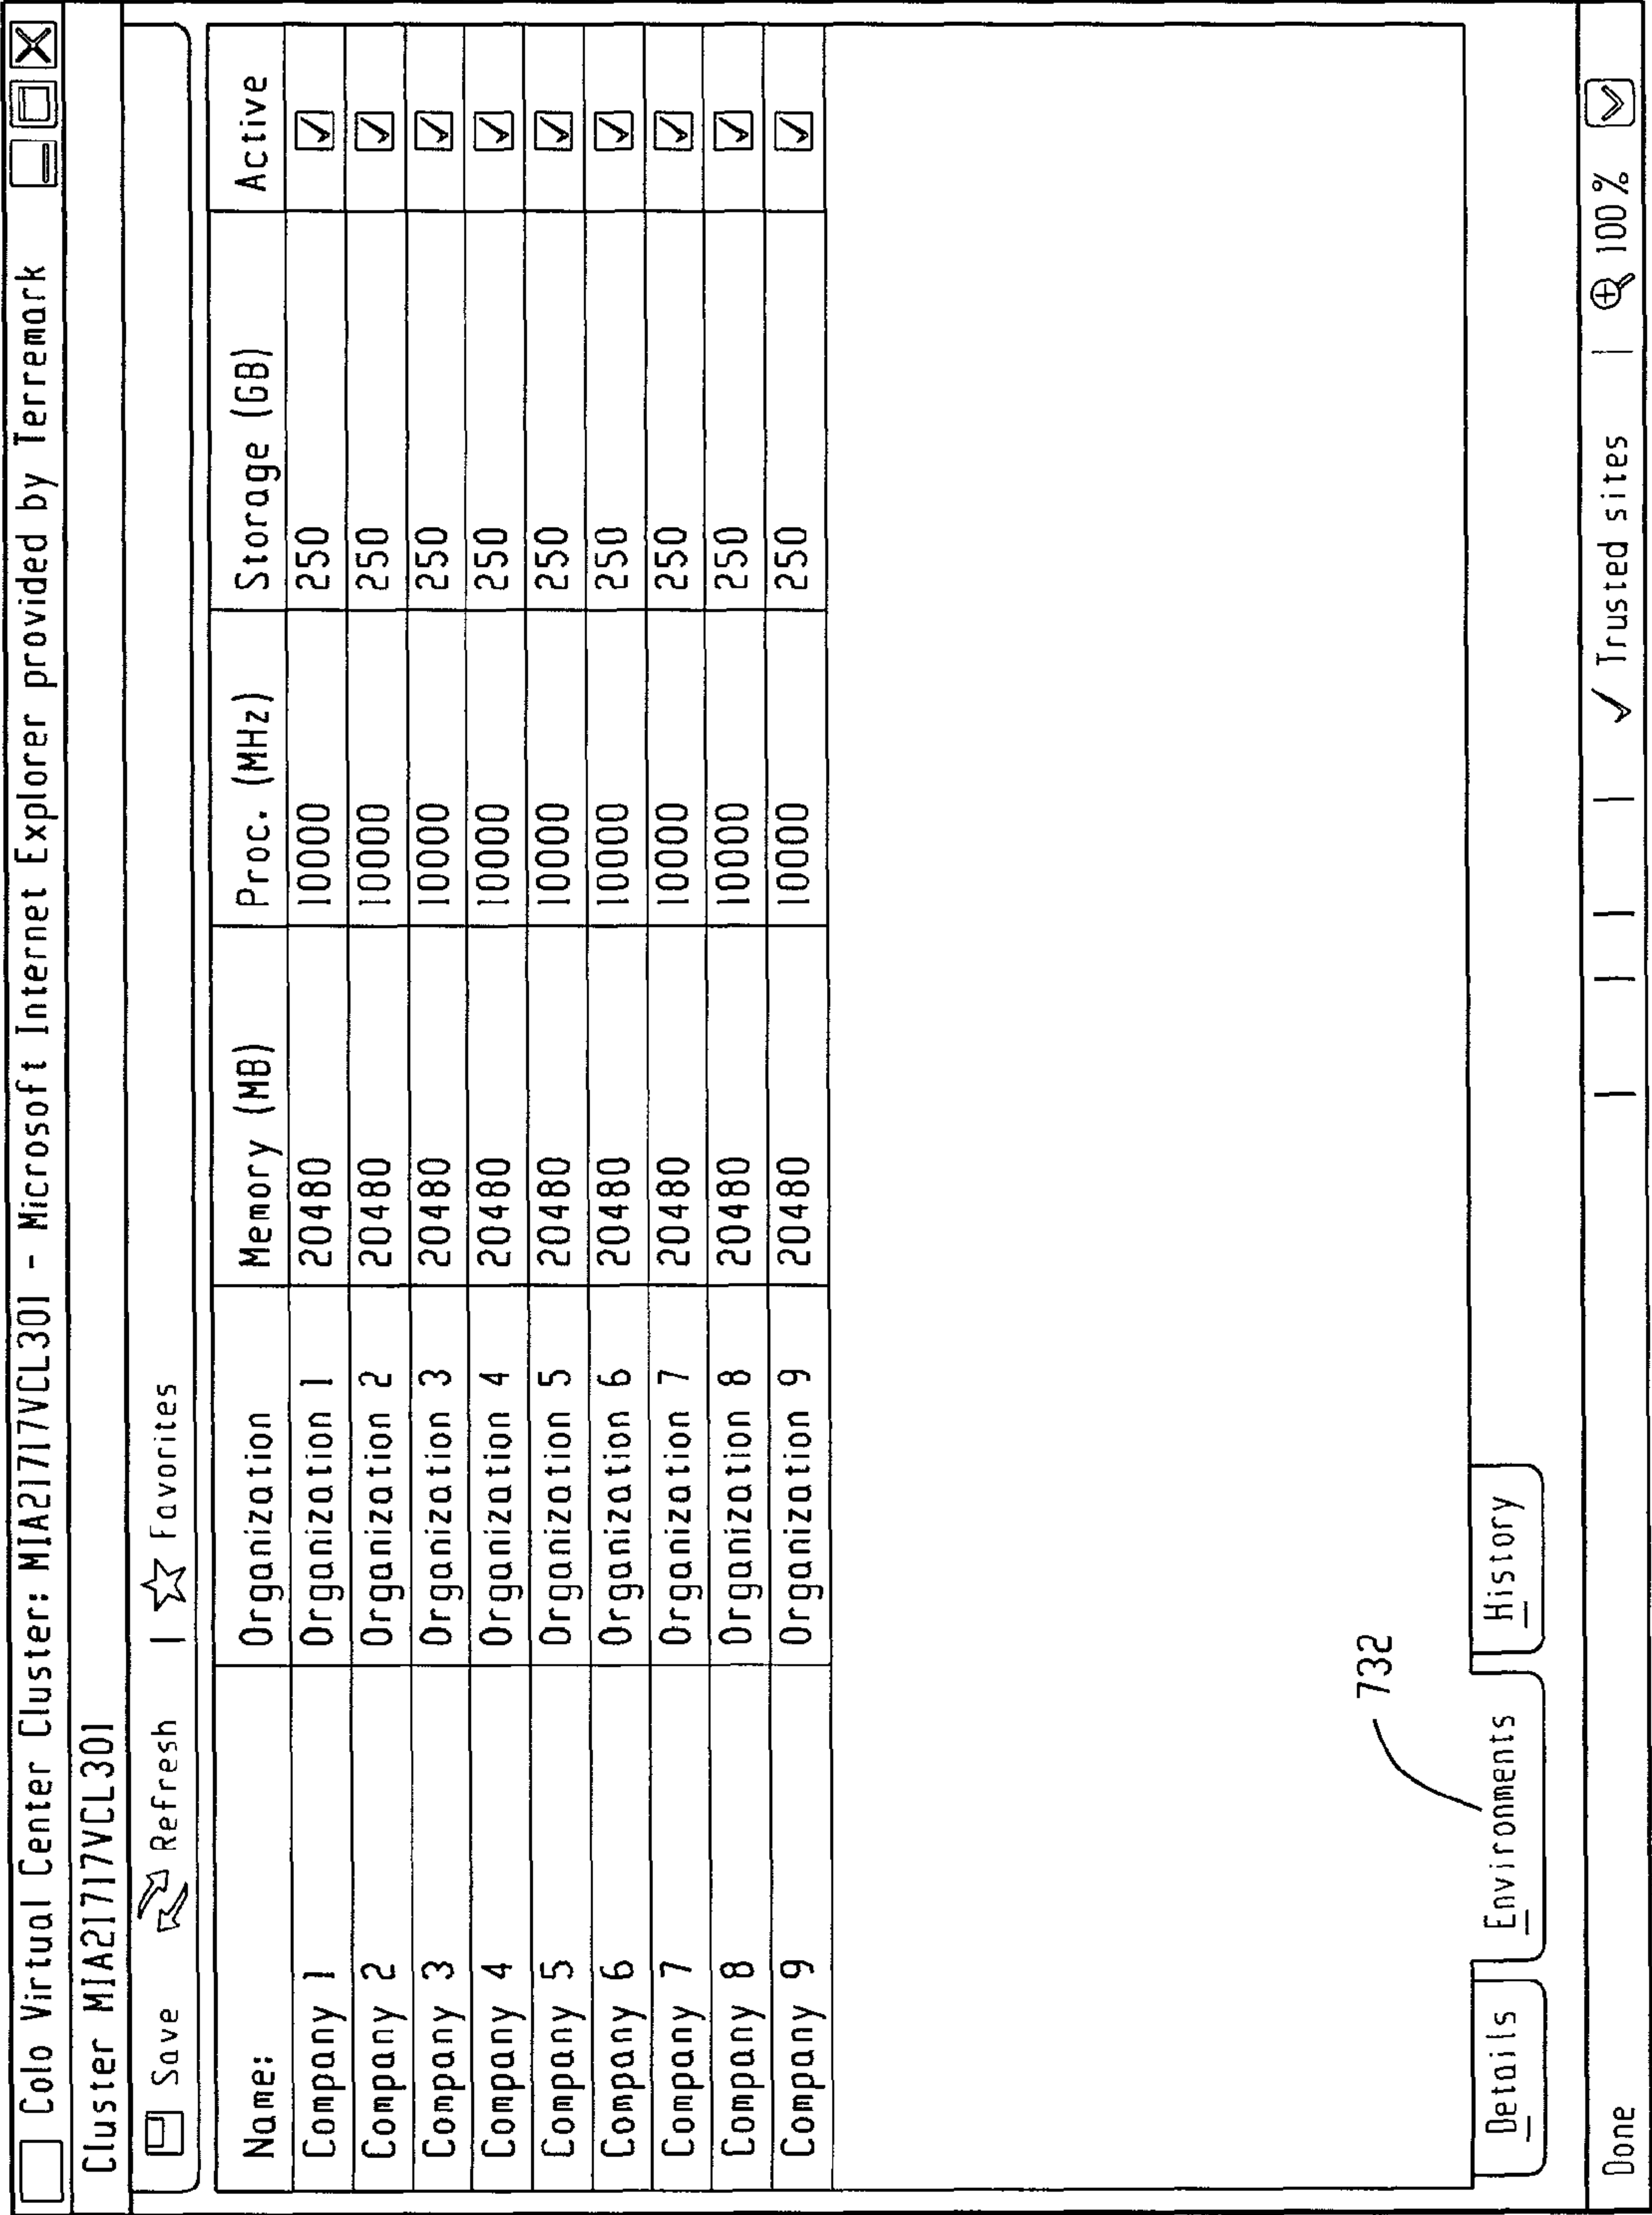 Colo Virtual Center Cluster: MIA21717VCL301 - Microsoft Internet Explorer provided by Terremark
Cluster MIA21717VCL301
Save Refresh | Favorites
Name: Organization Memory (MB) Proc. (MHz) Storage (GB) Active
Company 1 Organization 1 20480 10000 250
Company 2 Organization 2 20480 10000 250
Company 3 Organization 3 20480 10000 250
Company 4 Organization 4 20480 10000 250
Company 5 Organization 5 20480 10000 250
Company 6 Organization 6 20480 10000 250
Company 7 Organization 7 20480 10000 250
Company 8 Organization 8 20480 10000 250
Company 9 Organization 9 20480 10000 250
732
Details Environments History
Done Trusted sites 100%